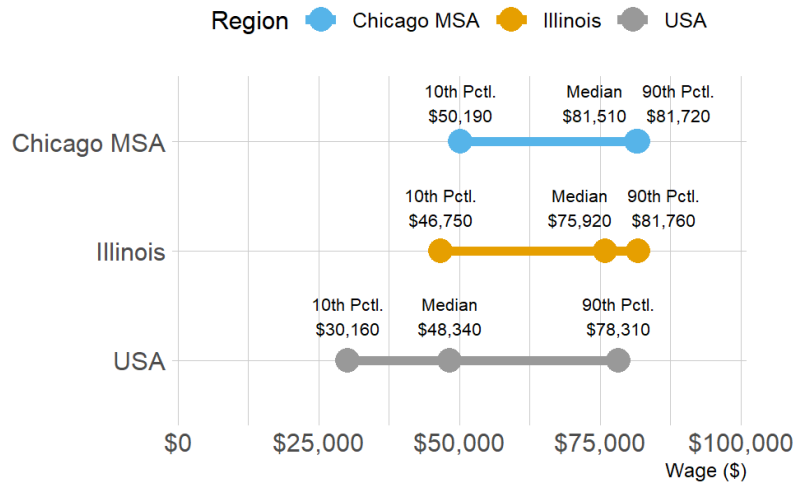 Region Chicago MSA Illinois USA
10th Pctl. Median 90th Pctl.
$50,190 $81,510 $81,720
Chicago MSA
10th Pctl. Median 90th Pctl.
$46,750 $75,920 $81,760
Illinois
10th Pctl. Median 90th Pctl.
$30,160 $48,340 $78,310
USA
$0 $25,000 $50,000 $75,000 $100,000
Wage ($)